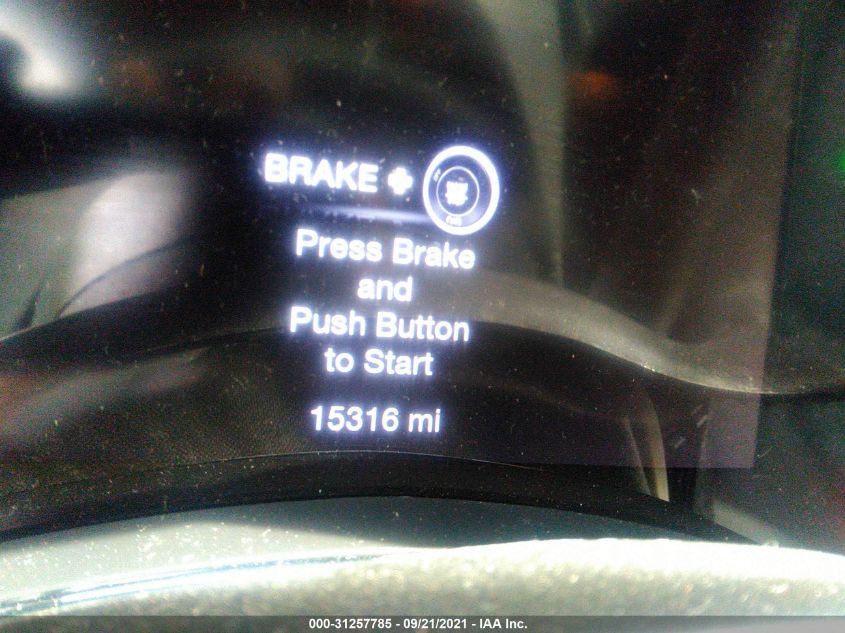 BRAKE +
Press Brake
and
Push Button
to Start
15316 mi
000-31257785 - 09/21/2021 - IAA Inc.